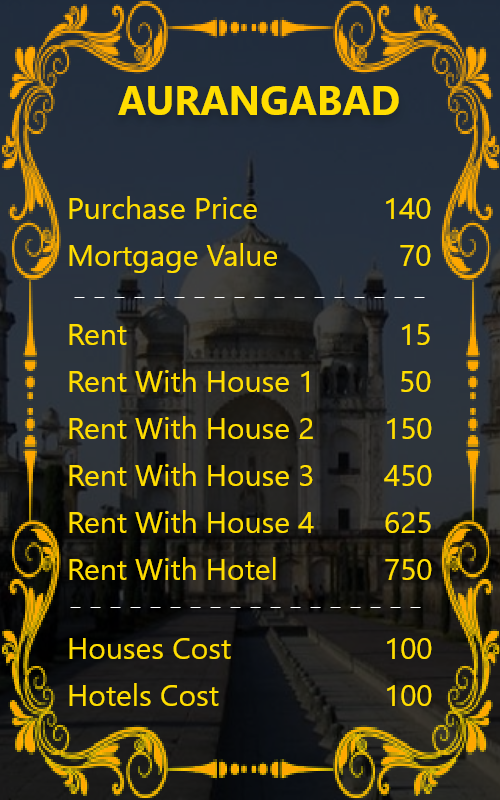 AURANGABAD
Purchase Price 140
Mortgage Value 70
Rent 15
Rent With House 1 50
Rent With House 2 150
Rent With House 3 450
Rent With House 4 625
Rent With Hotel 750
Houses Cost 100
Hotels Cost 100